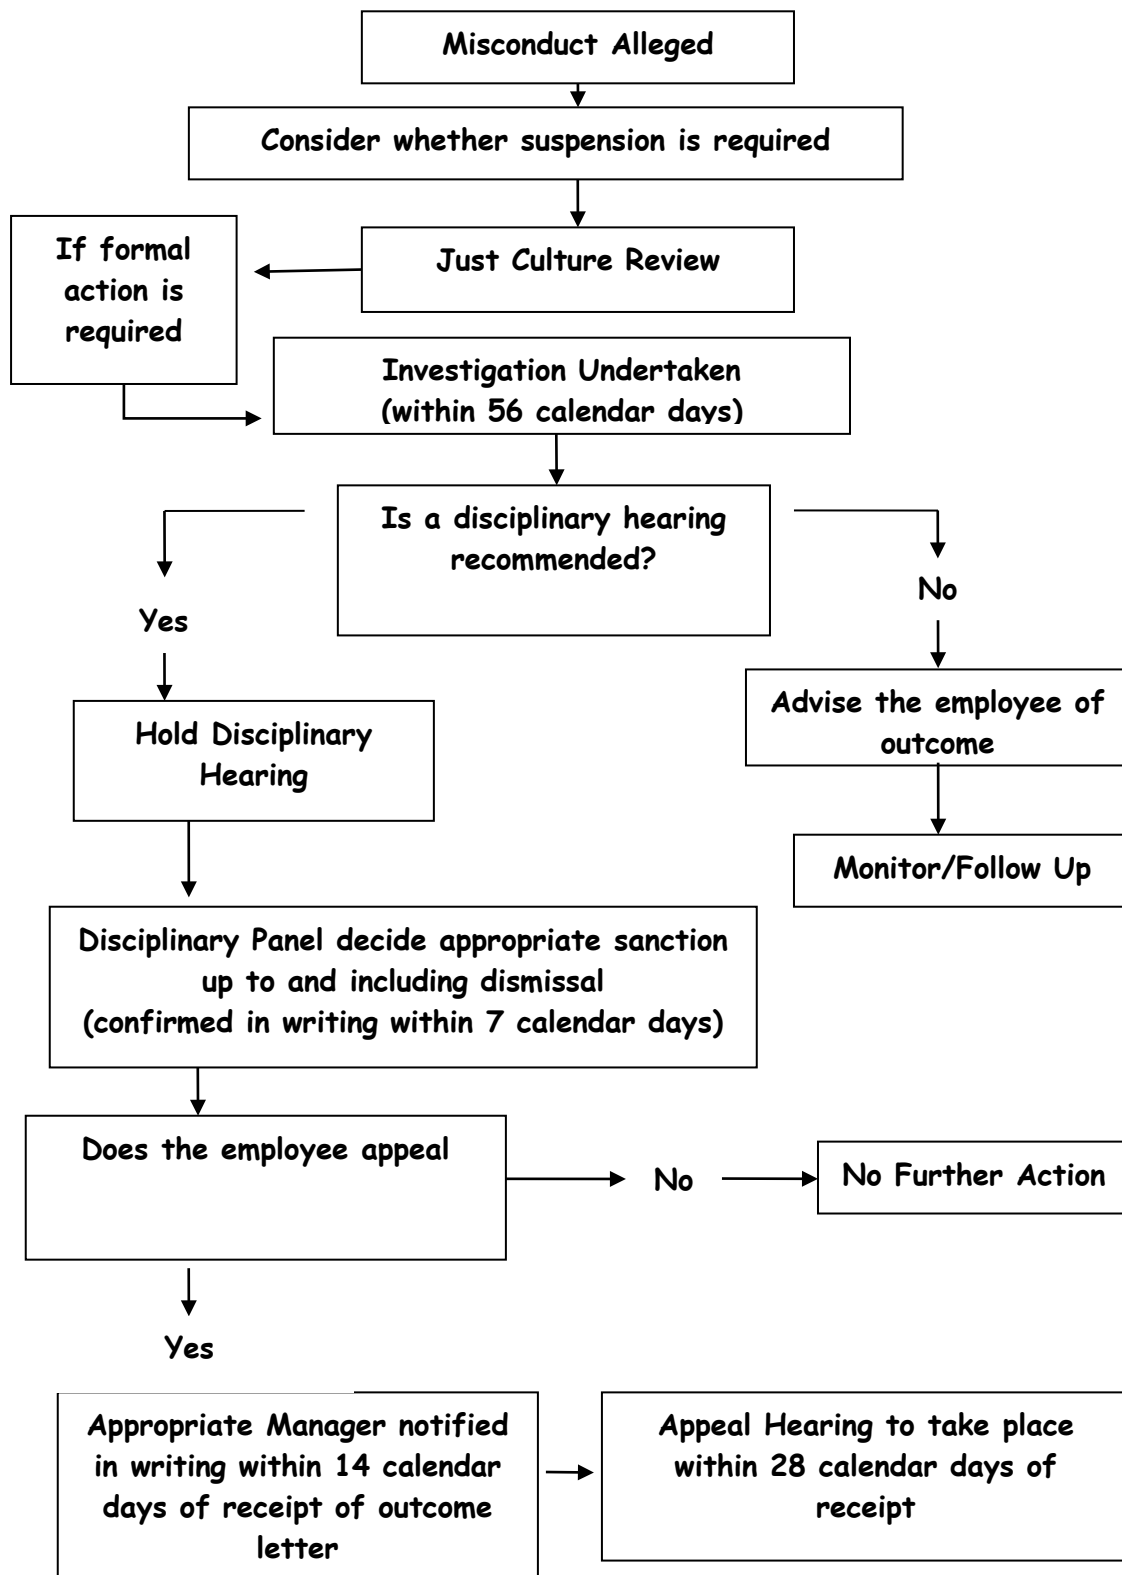 Misconduct Alleged
Consider whether suspension is required
Just Culture Review
If formal
action is
required
Investigation Undertaken
(within 56 calendar days)
Is a disciplinary hearing
recommended?
Yes
No
Hold Disciplinary
Hearing
Advise the employee of
outcome
Monitor/Follow Up
Disciplinary Panel decide appropriate sanction
up to and including dismissal
(confirmed in writing within 7 calendar days)
Does the employee appeal
No
No Further Action
Yes
Appropriate Manager notified
in writing within 14 calendar
days of receipt of outcome
letter
Appeal Hearing to take place
within 28 calendar days of
receipt